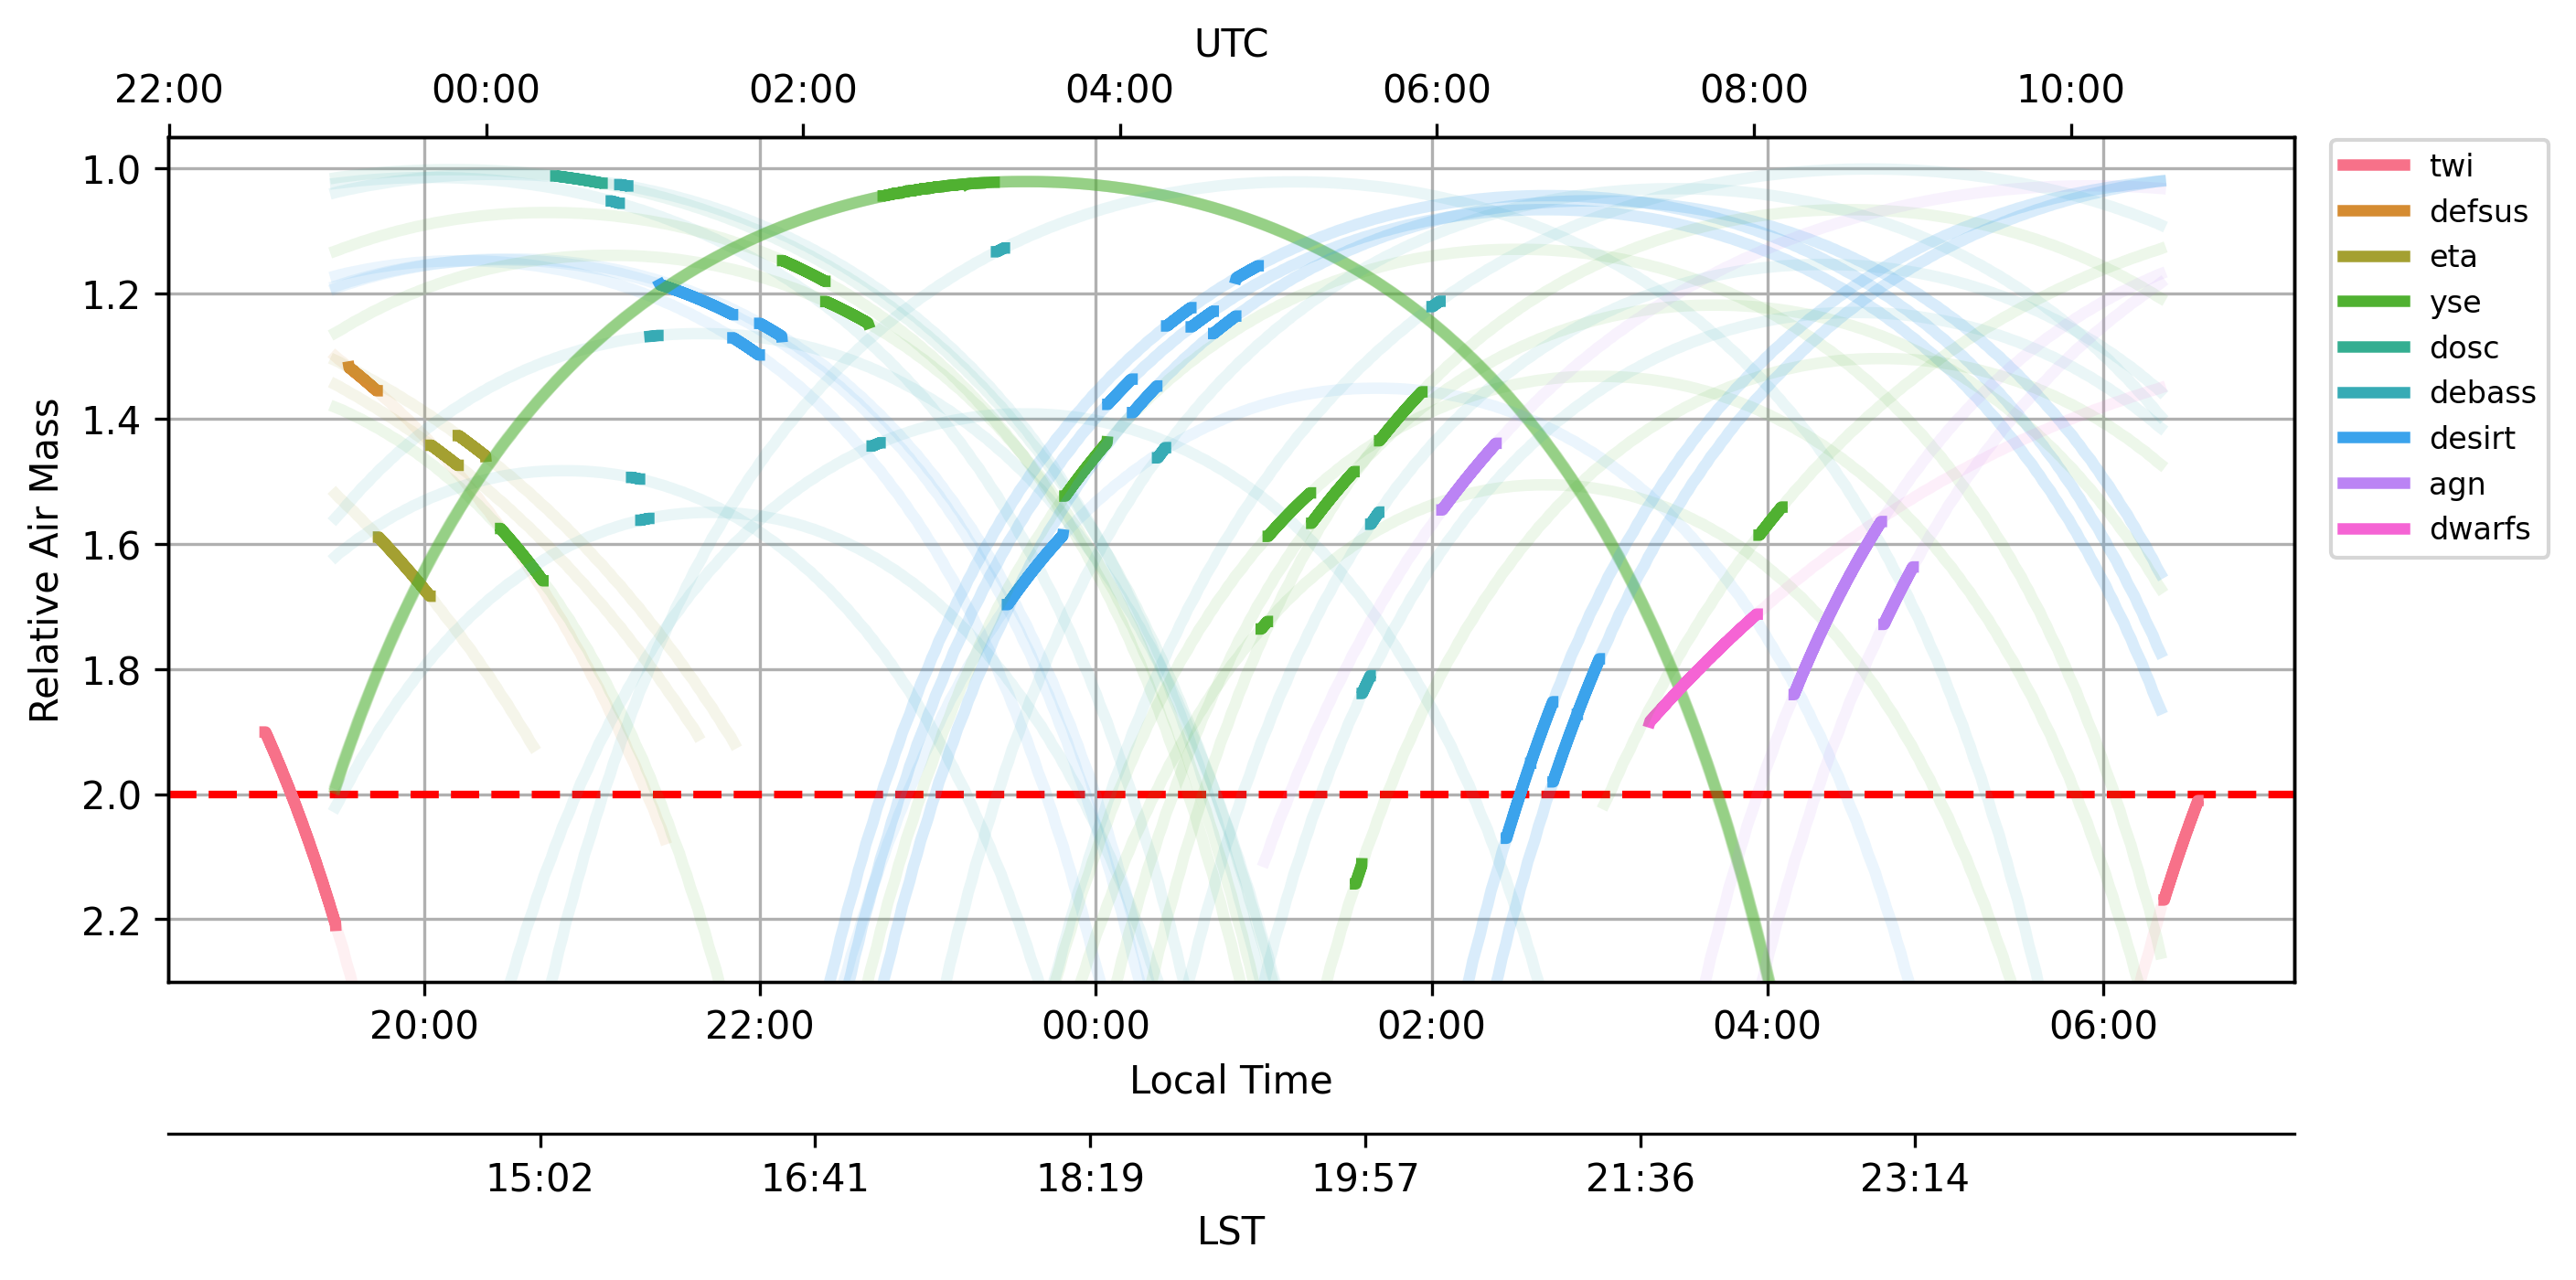 UTC
22:00 00:00 02:00 04:00 06:00 08:00 10:00
Relative Air Mass
1.0
1.2
1.4
1.6
1.8
2.0
2.2
twi
defsus
eta
yse
dosc
debass
desirt
agn
dwarfs
20:00 22:00 00:00 02:00 04:00 06:00
Local Time
15:02 16:41 18:19 19:57 21:36 23:14
LST